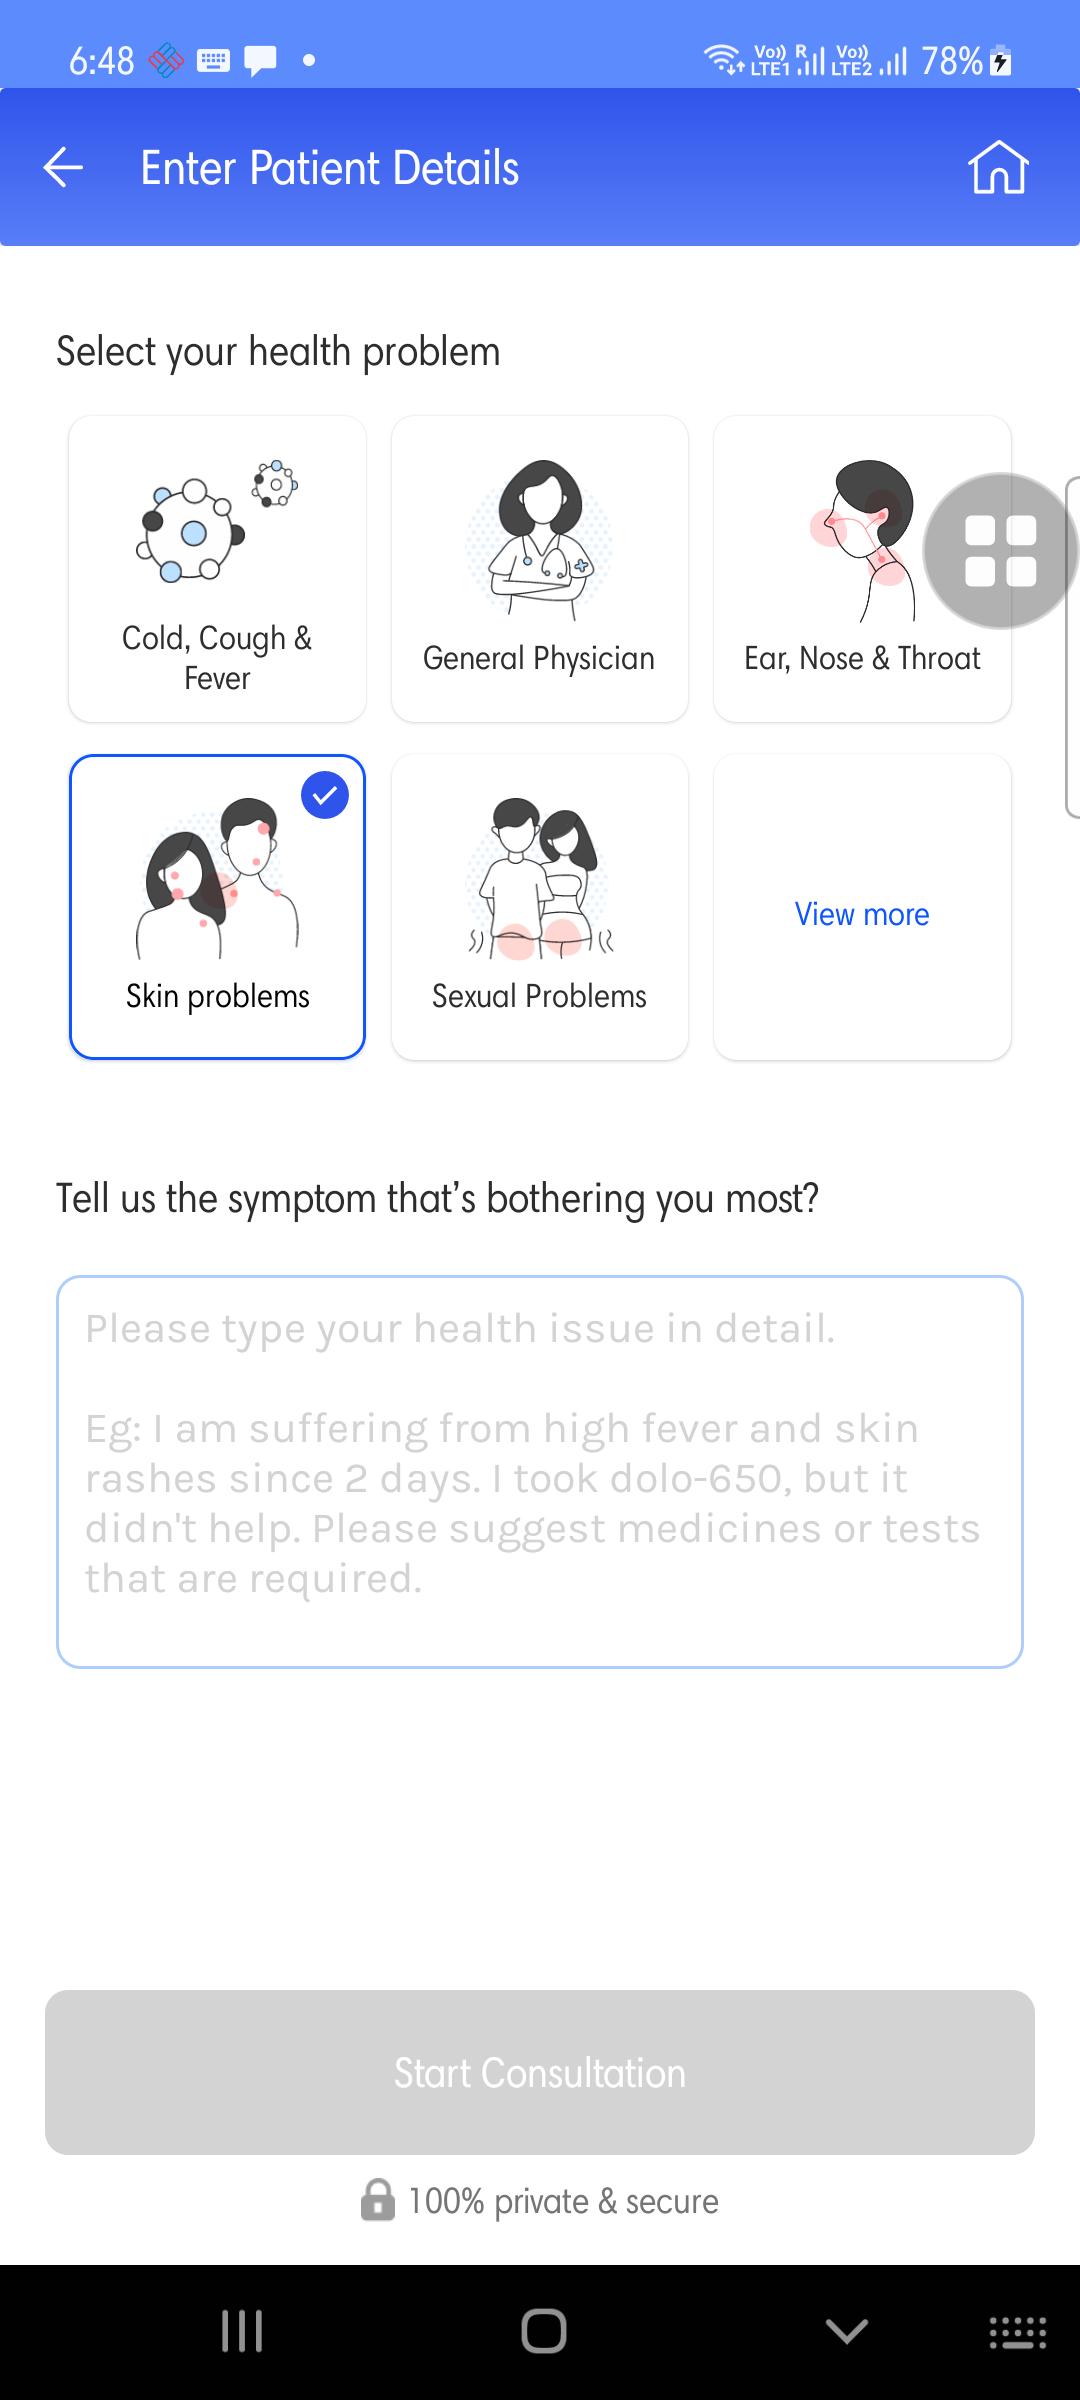 6:48
Vo)) R Vo)) 78%
LTE1 LTE2
Enter Patient Details
Select your health problem
Cold, Cough &
Fever
General Physician
Ear, Nose & Throat
Skin problems
Sexual Problems
View more
Tell us the symptom that’s bothering you most?
Please type your health issue in detail.
Eg: I am suffering from high fever and skin
rashes since 2 days. I took dolo-650, but it
didn't help. Please suggest medicines or tests
that are required.
Start Consultation
100% private & secure